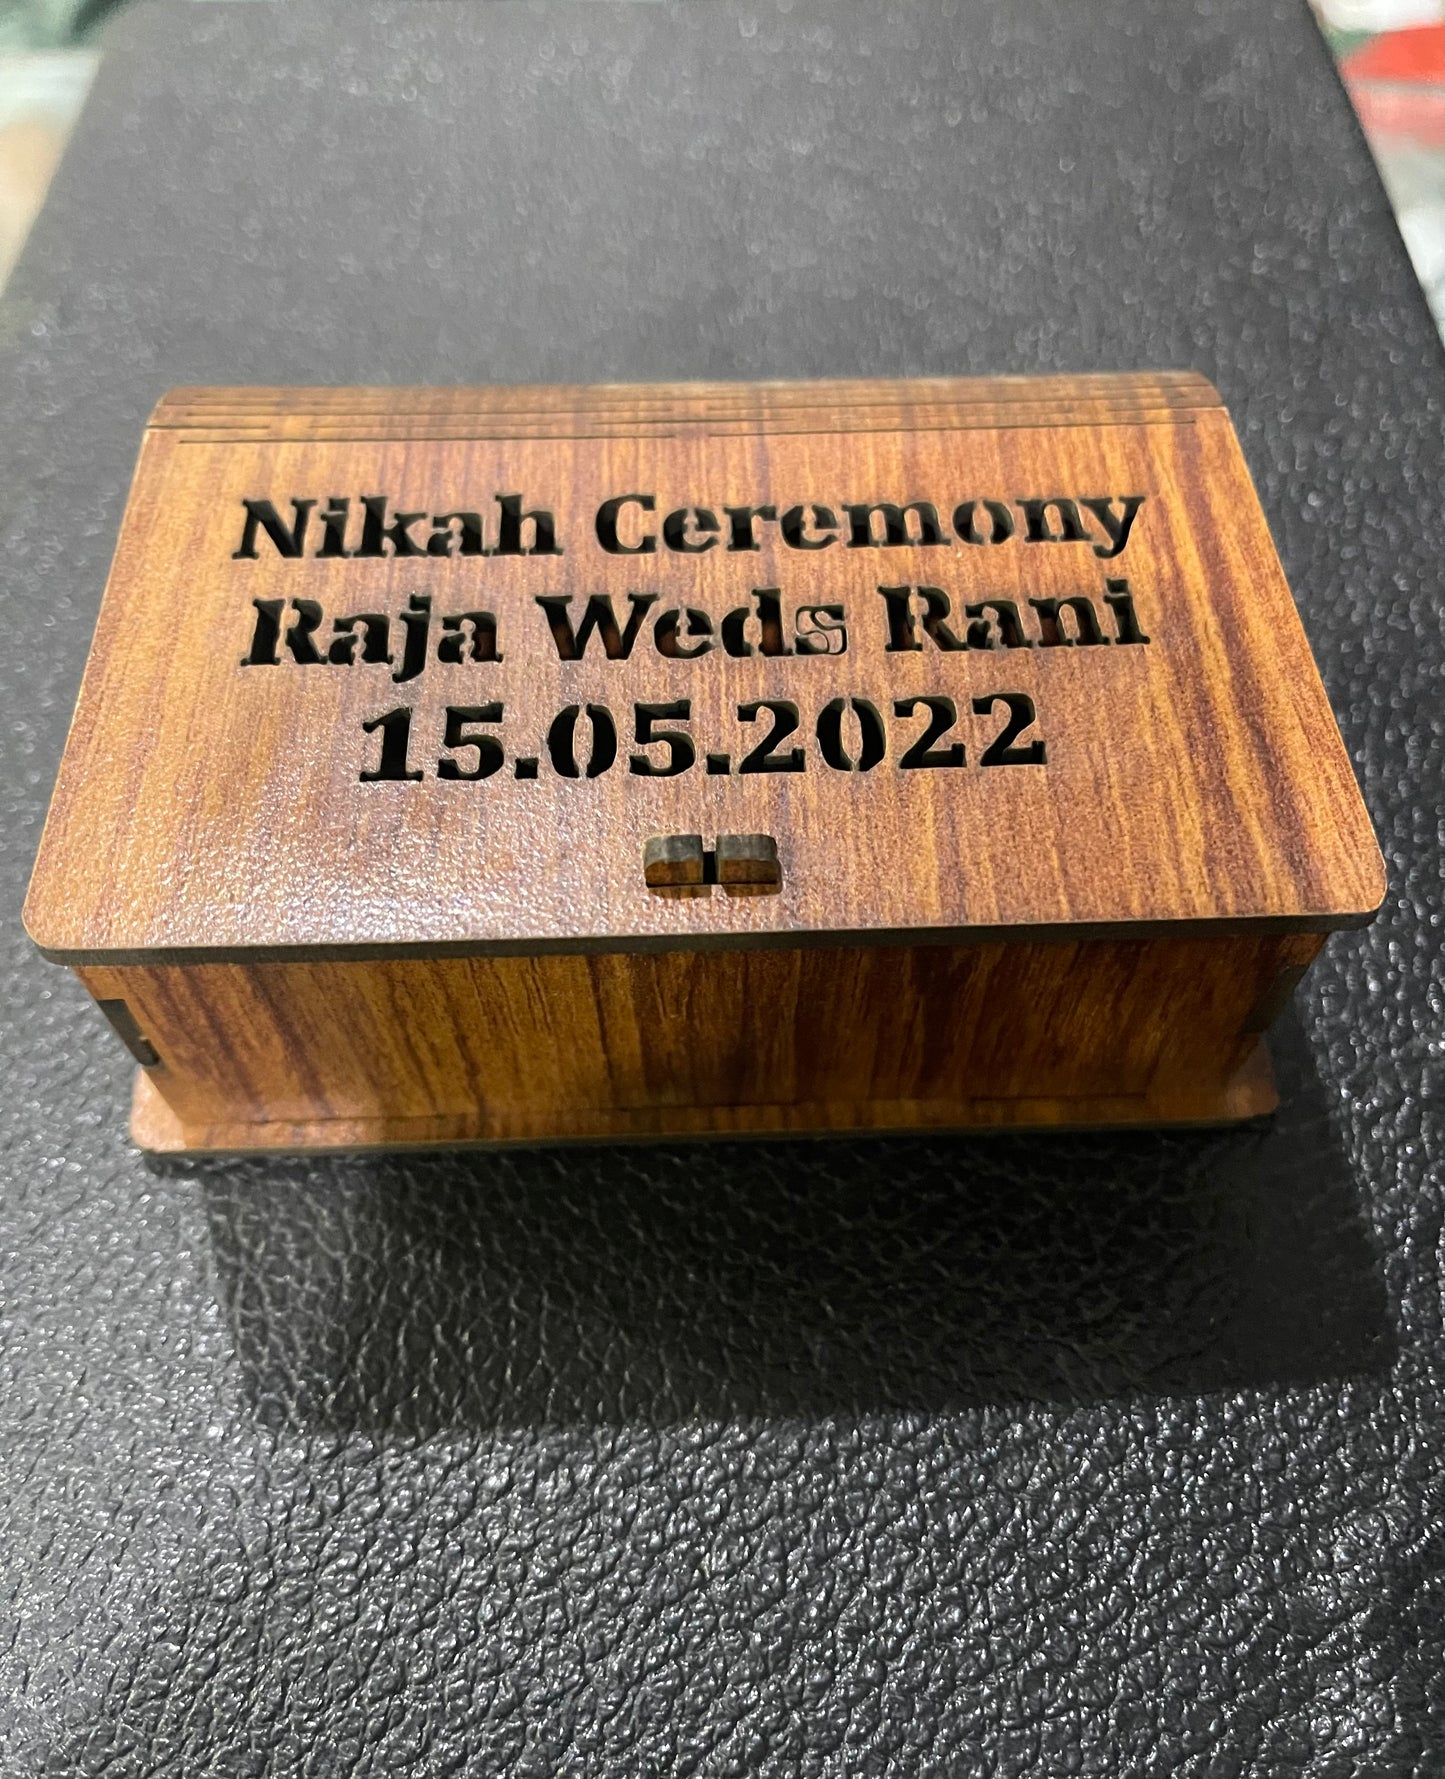 Nikah Ceremony
Raja Weds Rani
15.05.2022